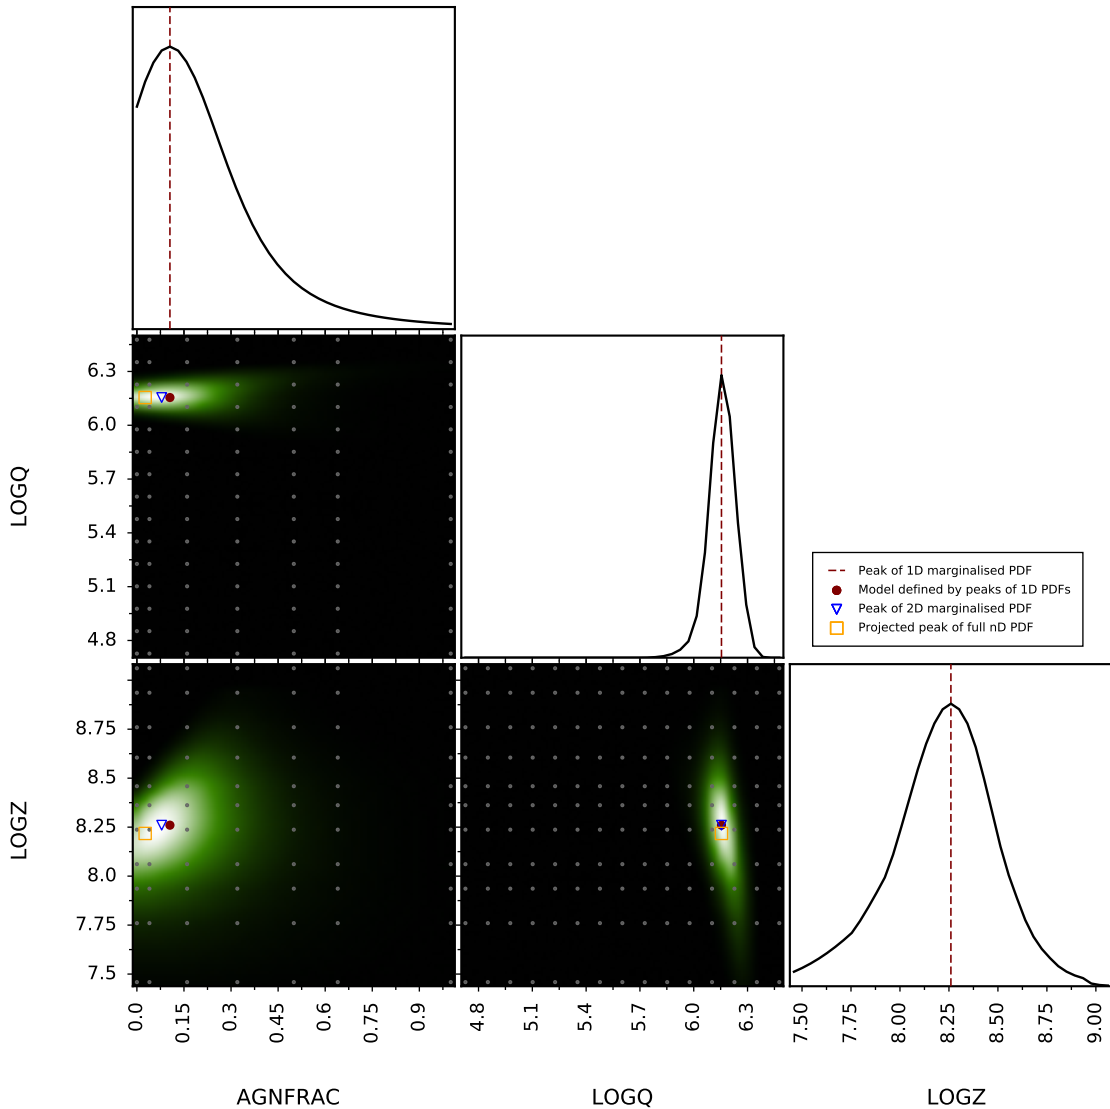 6.3
6.0
5.7
5.4
5.1
4.8
LOGQ
Peak of 1D marginalised PDF
Model defined by peaks of 1D PDFs
Peak of 2D marginalised PDF
Projected peak of full nD PDF
8.75
8.5
8.25
8.0
7.75
7.5
LOGZ
0.0 0.15 0.3 0.45 0.6 0.75 0.9
4.8 5.1 5.4 5.7 6.0 6.3
7.50 7.75 8.00 8.25 8.50 8.75 9.00
AGNFRAC
LOGQ
LOGZ